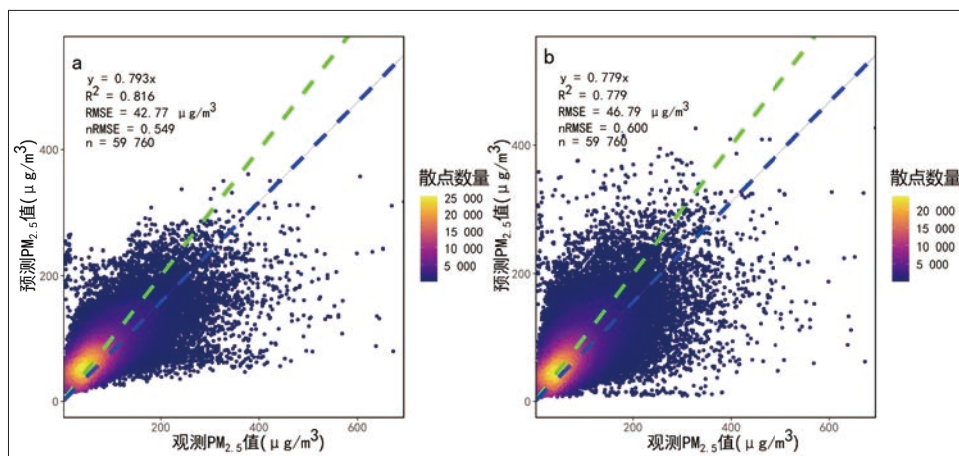 a
y = 0.793x
R² = 0.816
RMSE = 42.77 μg/m³
nRMSE = 0.549
n = 59 760
预测PM₂.₅值(μg/m³)
400
200
0
200
400
600
观测PM₂.₅值(μg/m³)
散点数量
25 000
20 000
15 000
10 000
5 000
b
y = 0.779x
R² = 0.779
RMSE = 46.79 μg/m³
nRMSE = 0.600
n = 59 760
预测PM₂.₅值(μg/m³)
400
200
0
200
400
600
观测PM₂.₅值(μg/m³)
散点数量
20 000
15 000
10 000
5 000